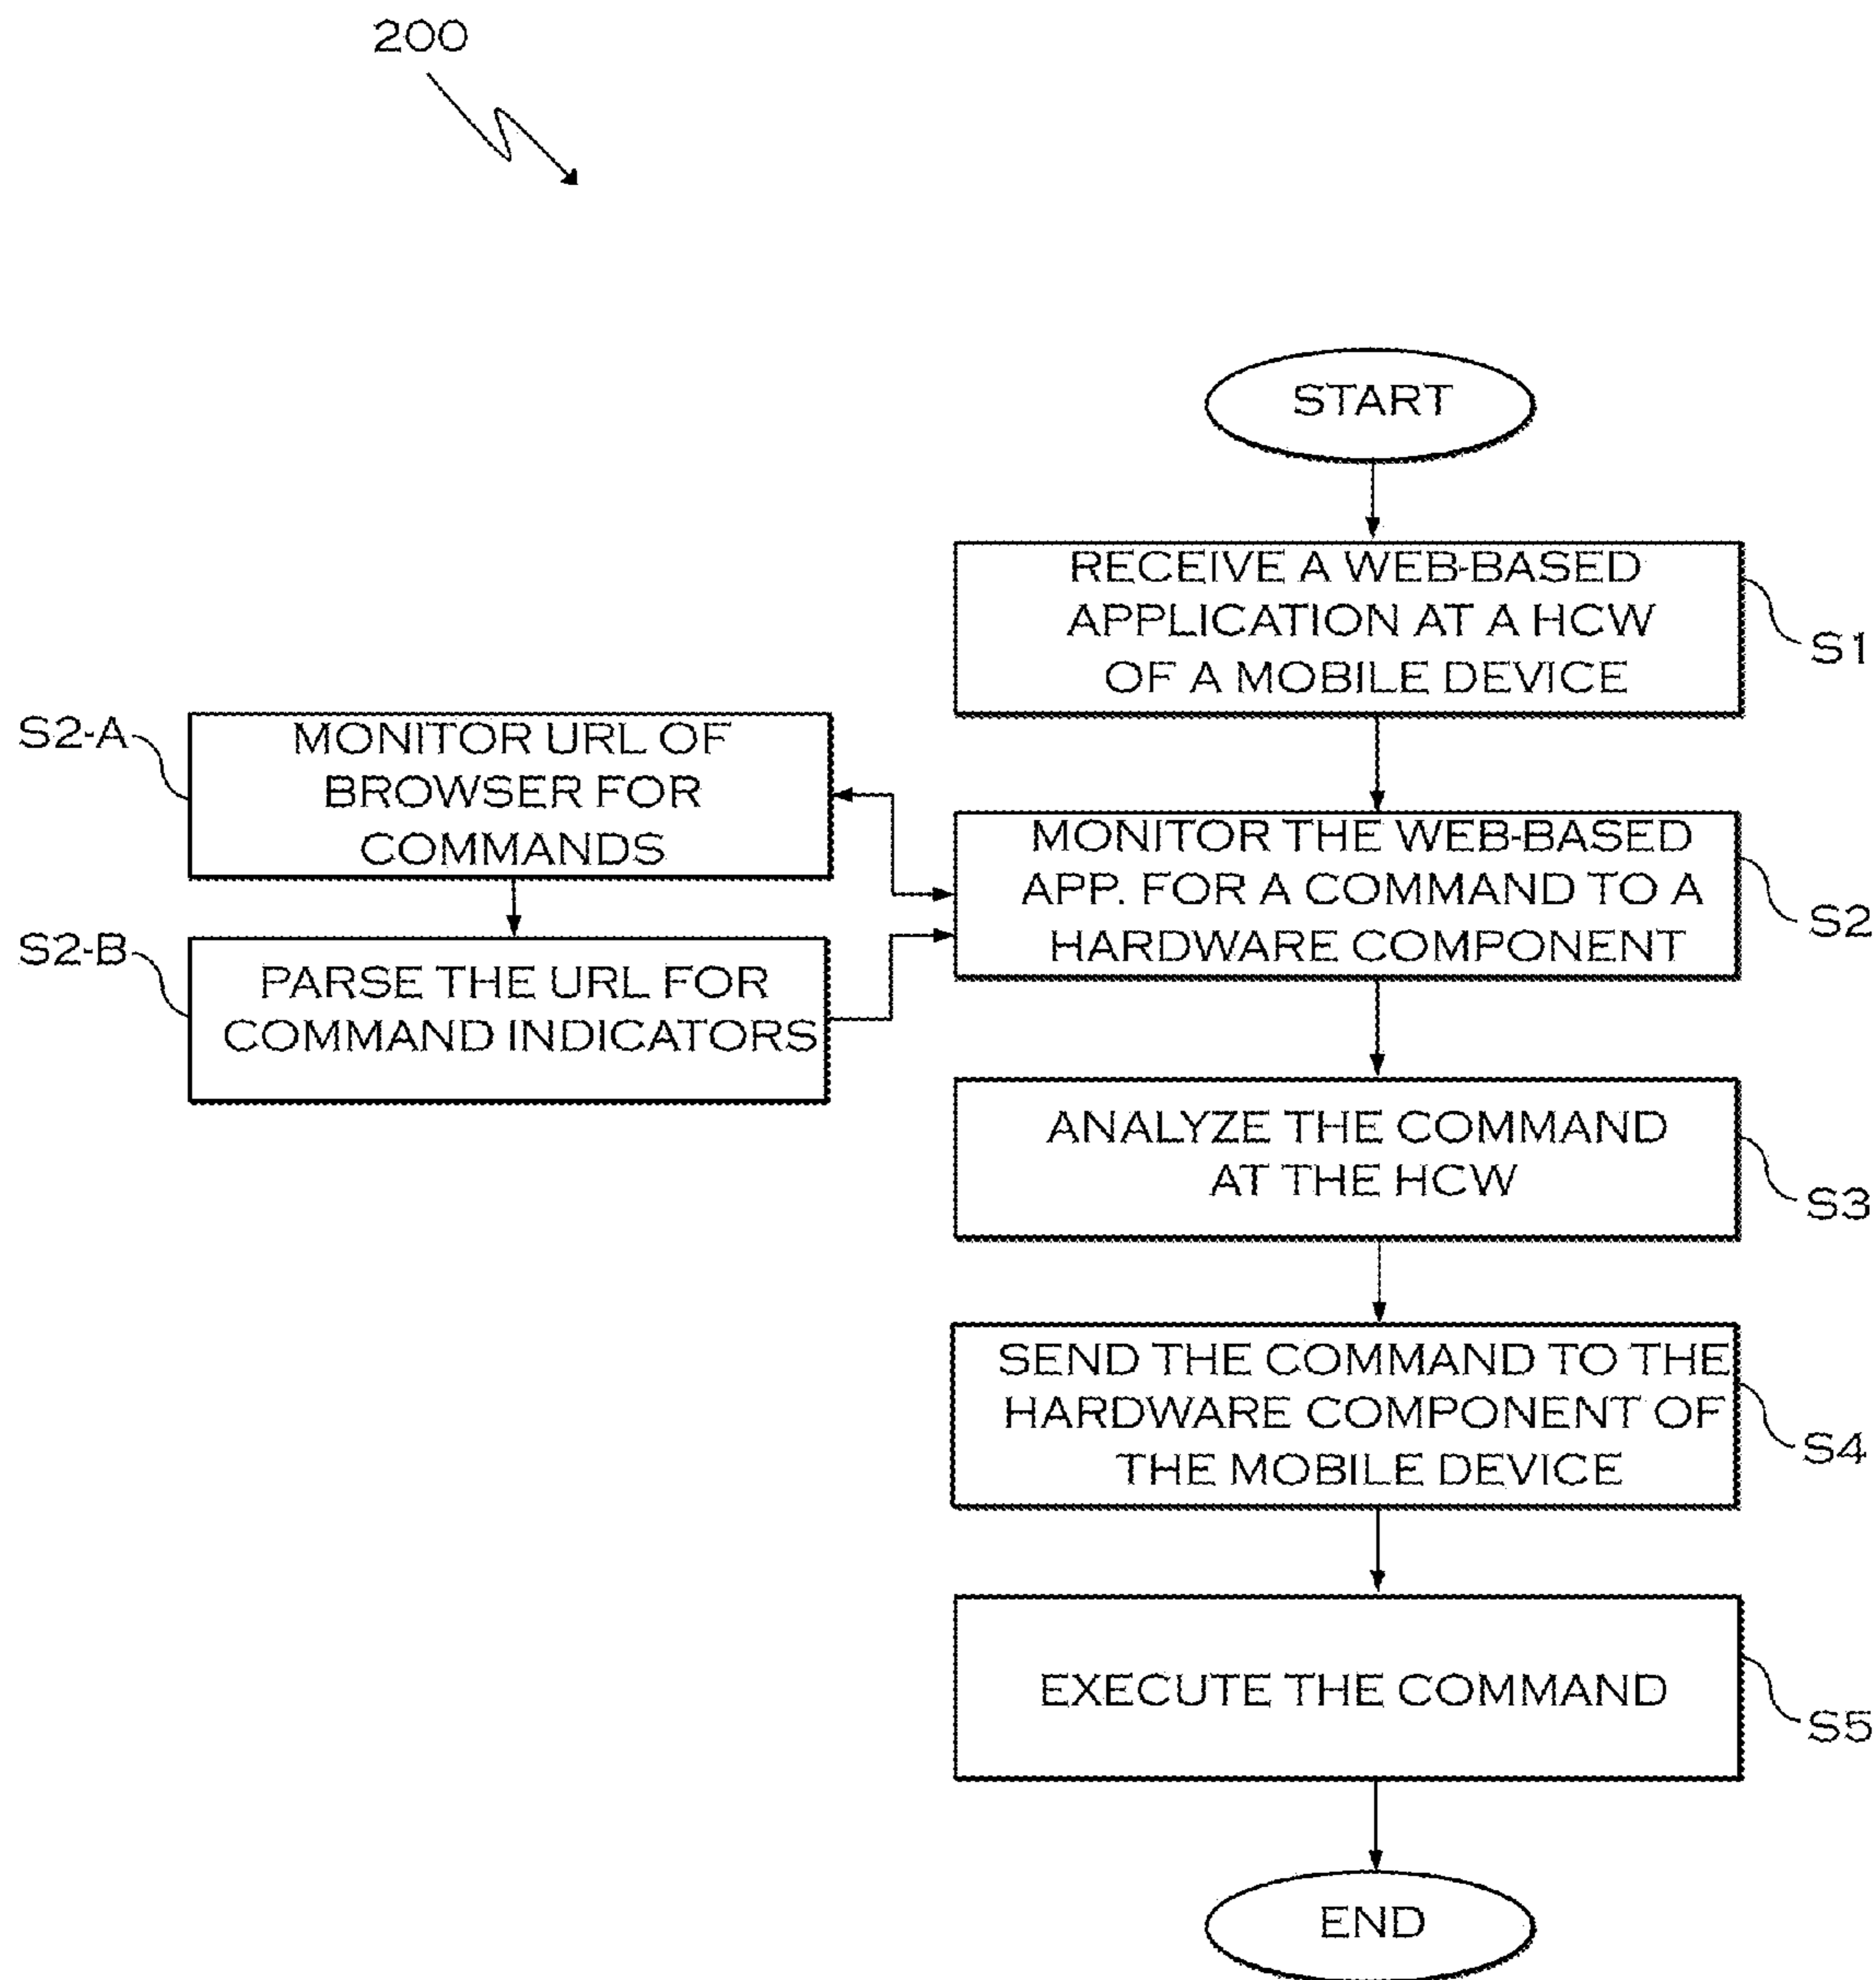 200
START
RECEIVE A WEB-BASED
APPLICATION AT A HCW
OF A MOBILE DEVICE
S1
S2-A
MONITOR URL OF
BROWSER FOR
COMMANDS
MONITOR THE WEB-BASED
APP. FOR A COMMAND TO A
HARDWARE COMPONENT
S2
S2-B
PARSE THE URL FOR
COMMAND INDICATORS
ANALYZE THE COMMAND
AT THE HCW
S3
SEND THE COMMAND TO THE
HARDWARE COMPONENT OF
THE MOBILE DEVICE
S4
EXECUTE THE COMMAND
S5
END